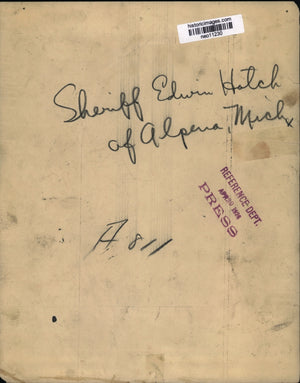 historicimages.com
neo11230
Sheriff Edwin Hatch
of Alpena, Mich
REFERENCE-DEPT.
PRESS
A 811